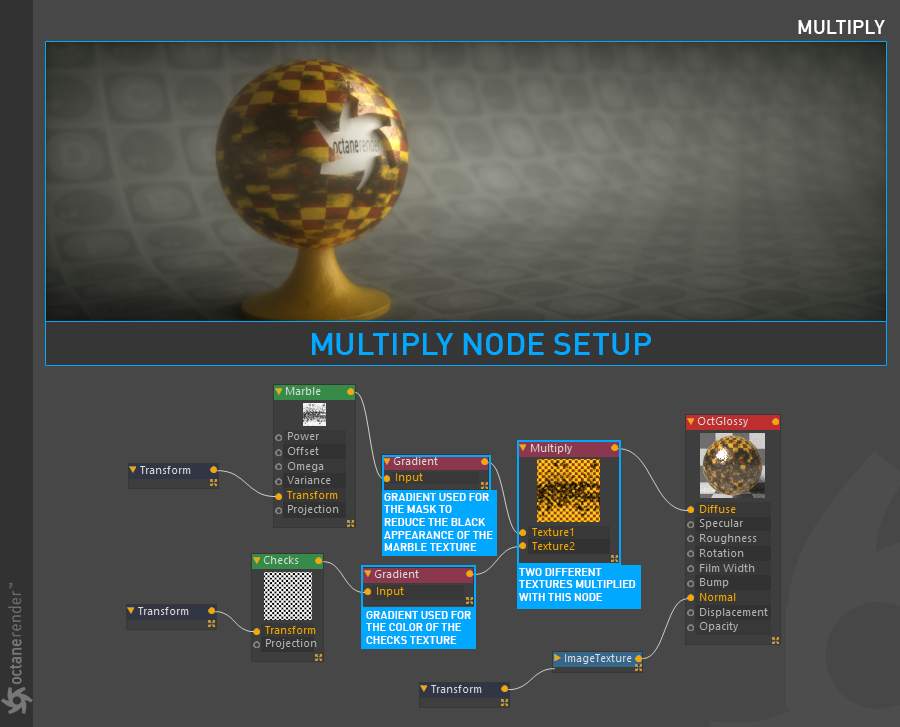 MULTIPLY
octanerender
MULTIPLY NODE SETUP
Marble
Power
Offset
Omega
Variance
Transform
Projection
Transform
Gradient
Input
GRADIENT USED FOR
THE MASK TO
REDUCE THE BLACK
APPEARANCE OF THE
MARBLE TEXTURE
Multiply
Texture1
Texture2
TWO DIFFERENT
TEXTURES MULTIPLIED
WITH THIS NODE
OctGlossy
Diffuse
Specular
Roughness
Rotation
Film Width
Bump
Normal
Displacement
Opacity
Checks
Transform
Projection
Transform
Gradient
Input
GRADIENT USED FOR
THE COLOR OF THE
CHECKS TEXTURE
ImageTexture
Transform
octanerender™